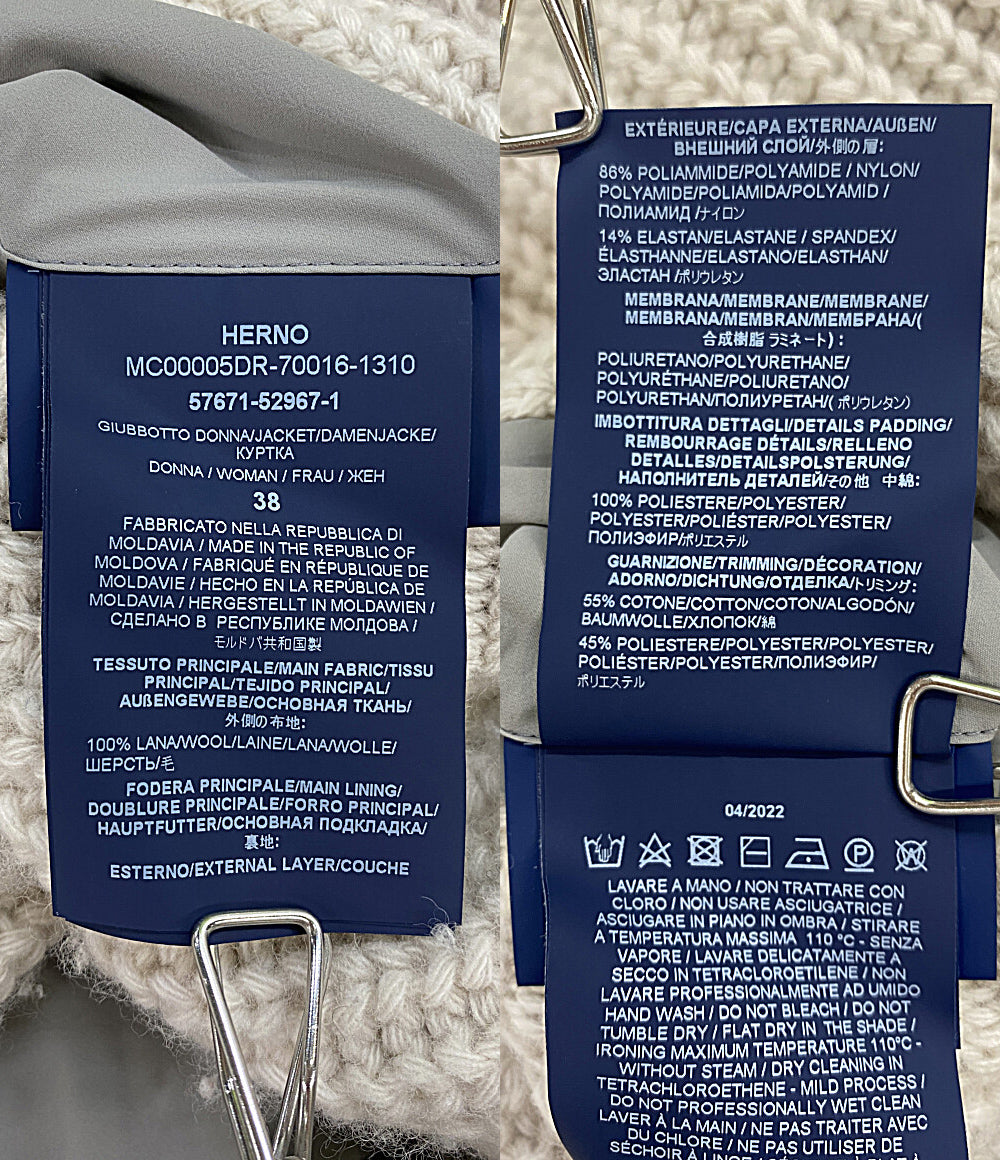 HERNO
MC00005DR-70016-1310
57671-52967-1
GIUBBOTTO DONNA/JACKET/DAMENJACKE/
КУРТКА
DONNA / WOMAN / FRAU / ЖЕН
38
FABBRICATO NELLA REPUBBLICA DI
MOLDAVIA / MADE IN THE REPUBLIC OF
MOLDOVA / FABRIQUÉ EN RÉPUBLIQUE DE
MOLDAVIE / HECHO EN LA REPÚBLICA DE
MOLDAVIA / HERGESTELLT IN MOLDAWIEN /
СДЕЛАНО В РЕСПУБЛИКЕ МОЛДОВА /
モルドバ共和国製
TESSUTO PRINCIPALE/MAIN FABRIC/TISSU
PRINCIPAL/TEJIDO PRINCIPAL/
AUßENGEWEBE/ОСНОВНАЯ ТКАНЬ/
外側の布地:
100% LANA/WOOL/LAINE/LANA/WOLLE/
ШЕРСТЬ/毛
FODERA PRINCIPALE/MAIN LINING/
DOUBLURE PRINCIPALE/FORRO PRINCIPAL/
HAUPTFUTTER/ОСНОВНАЯ ПОДКЛАДКА/
裏地:
ESTERNO/EXTERNAL LAYER/COUCHE
EXTÉRIEURE/CAPA EXTERNA/AUßEN/
ВНЕШНИЙ СЛОЙ/外側の層:
86% POLIAMMIDE/POLYAMIDE / NYLON/
POLYAMIDE/POLIAMIDA/POLYAMID /
ПОЛИАМИД /ナイロン
14% ELASTAN/ELASTANE / SPANDEX/
ÉLASTHANNE/ELASTANO/ELASTHAN/
ЭЛАСТАН /ポリウレタン
MEMBRANA/MEMBRANE/MEMBRANE/
MEMBRANA/MEMBRAN/МЕМБРАНА/(
合成樹脂 ラミネート) :
POLIURETANO/POLYURETHANE/
POLYURÉTHANE/POLIURETANO/
POLYURETHAN/ПОЛИУРЕТАН/( ポリウレタン)
IMBOTTITURA DETTAGLI/DETAILS PADDING/
REMBOURRAGE DÉTAILS/RELLENO
DETALLES/DETAILSPOLSTERUNG/
НАПОЛНИТЕЛЬ ДЕТАЛЕЙ/その他 中綿:
100% POLIESTERE/POLYESTER/
POLYESTER/POLIÉSTER/POLYESTER/
ПОЛИЭФИР/ポリエステル
GUARNIZIONE/TRIMMING/DÉCORATION/
ADORNO/DICHTUNG/ОТДЕЛКА/トリミング:
55% COTONE/COTTON/COTON/ALGODÓN/
BAUMWOLLE/ХЛОПОК/綿
45% POLIESTERE/POLYESTER/POLYESTER/
POLIÉSTER/POLYESTER/ПОЛИЭФИР/
ポリエステル
04/2022
LAVARE A MANO / NON TRATTARE CON
CLORO / NON USARE ASCIUGATRICE /
ASCIUGARE IN PIANO IN OMBRA / STIRARE
A TEMPERATURA MASSIMA 110 °C - SENZA
VAPORE / LAVARE DELICATAMENTE A
SECCO IN TETRACLOROETILENE / NON
LAVARE PROFESSIONALMENTE AD UMIDO
HAND WASH / DO NOT BLEACH / DO NOT
TUMBLE DRY / FLAT DRY IN THE SHADE /
IRONING MAXIMUM TEMPERATURE 110°C -
WITHOUT STEAM / DRY CLEANING IN
TETRACHLOROETHENE - MILD PROCESS /
DO NOT PROFESSIONALLY WET CLEAN
LAVER À LA MAIN / NE PAS TRAITER AVEC
DU CHLORE / NE PAS UTILISER DE